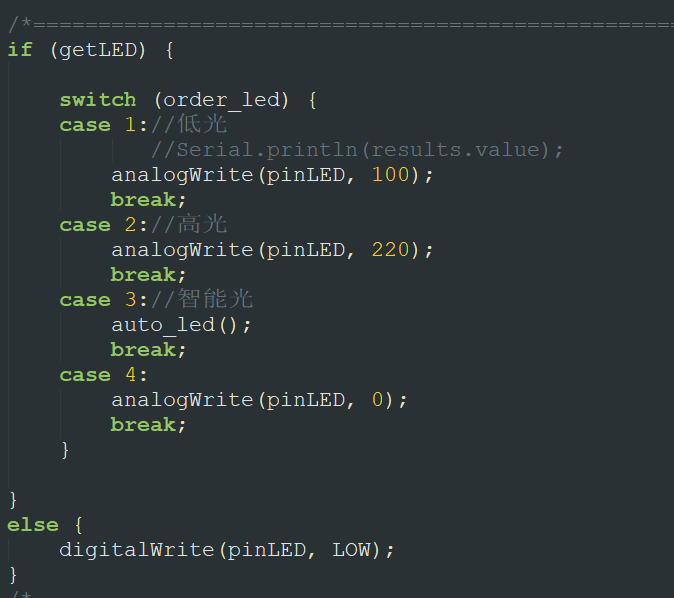 /*==================================================
if (getLED) {
switch (order_led) {
case 1://低光
//Serial.println(results.value);
analogWrite(pinLED, 100);
break;
case 2://高光
analogWrite(pinLED, 220);
break;
case 3://智能光
auto_led();
break;
case 4:
analogWrite(pinLED, 0);
break;
}
}
else {
digitalWrite(pinLED, LOW);
}
/*